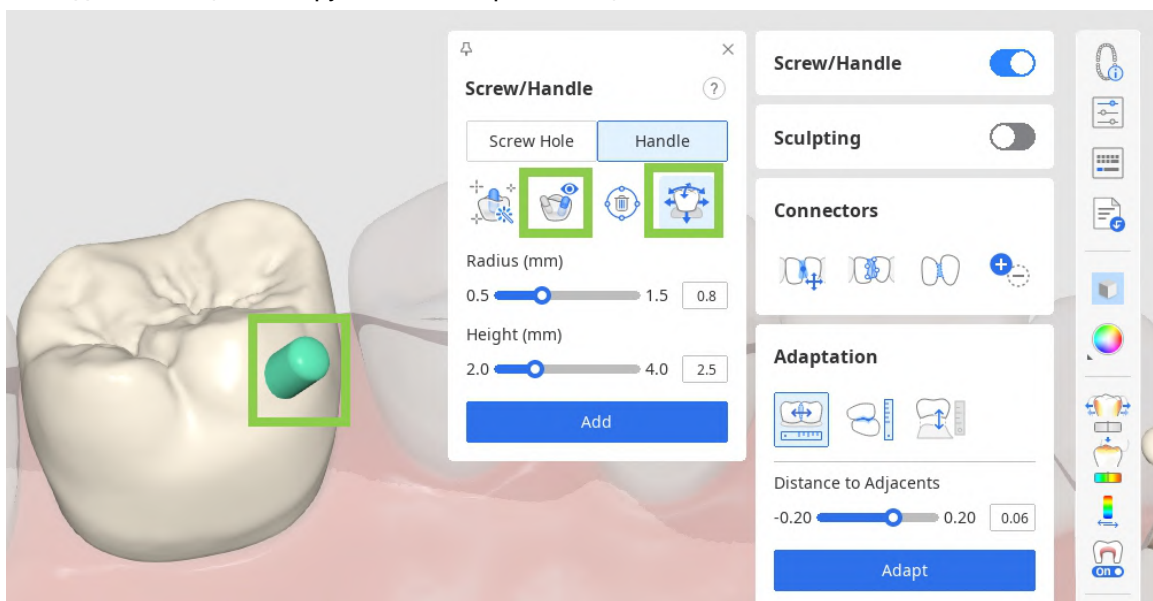 Screw/Handle
?
Screw Hole
Handle
Radius (mm)
0.5 1.5 0.8
Height (mm)
2.0 4.0 2.5
Add
Screw/Handle
Sculpting
Connectors
Adaptation
Distance to Adjacents
-0.20 0.20 0.06
Adapt
on